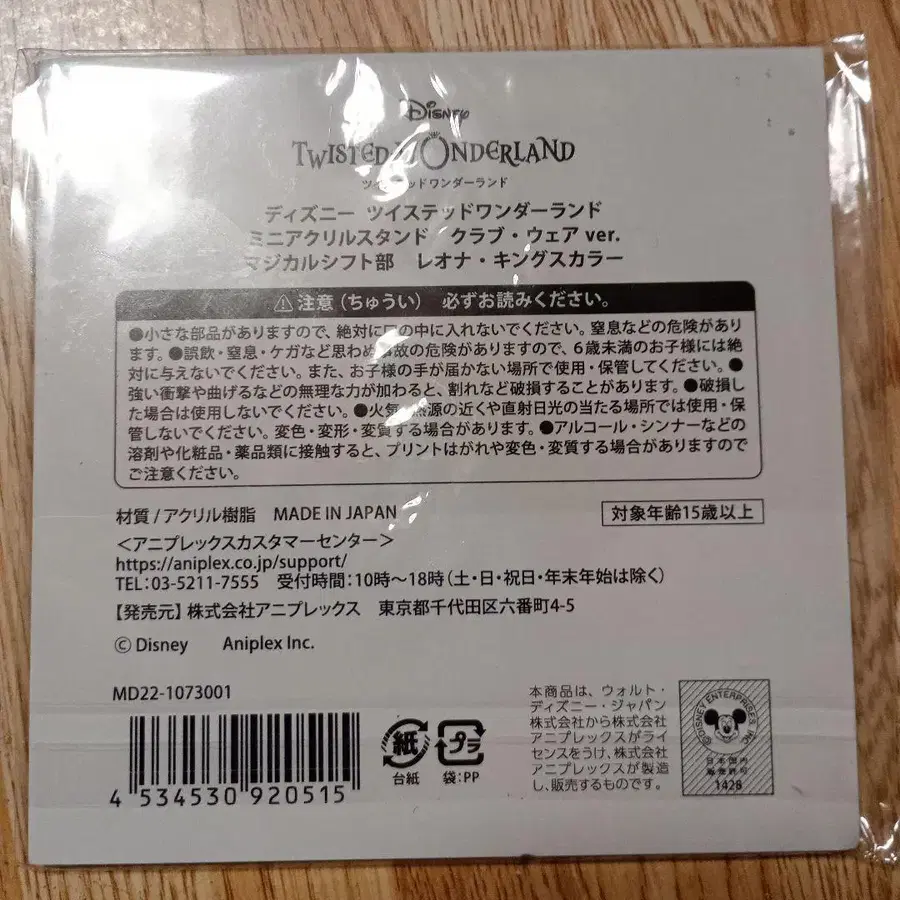 Disney
TWISTED WONDERLAND
ツイステッドワンダーランド
ディズニー ツイステッドワンダーランド
ミニアクリルスタンド クラブ・ウェア ver.
マジカルシフト部 レオナ・キングスカラー
⚠注意(ちゅうい) 必ずお読みください。
●小さな部品がありますので、絶対に口の中に入れないでください。窒息などの危険があり
ます。●誤飲・窒息・ケガなど思わぬ事故の危険がありますので、6歳未満のお子様には絶
対に与えないでください。また、お子様の手が届かない場所で使用・保管してください。●
強い衝撃や曲げるなどの無理な力が加わると、割れなど破損することがあります。●破損し
た場合は使用しないでください。●火気・熱源の近くや直射日光の当たる場所では使用・保
管しないでください。変色・変形・変質する場合があります。●アルコール・シンナーなどの
溶剤や化粧品・薬品類に接触すると、プリントはがれや変色・変質する場合がありますので
ご注意ください。
材質/アクリル樹脂 MADE IN JAPAN
対象年齢15歳以上
<アニプレックスカスタマーセンター>
https://aniplex.co.jp/support/
TEL:03-5211-7555 受付時間:10時~18時(土・日・祝日・年末年始は除く)
【発売元】株式会社アニプレックス 東京都千代田区六番町4-5
© Disney Aniplex Inc.
MD22-1073001
4 534530 920515
紙
台紙
プラ
袋:PP
本商品は、ウォルト・
ディズニー・ジャパン
株式会社から株式会社
アニプレックスがライ
センスをうけ、株式会社
アニプレックスが製造
し、販売するものです。
©DISNEY ENTERPRISES, INC.
日本国内
販売許可
1428